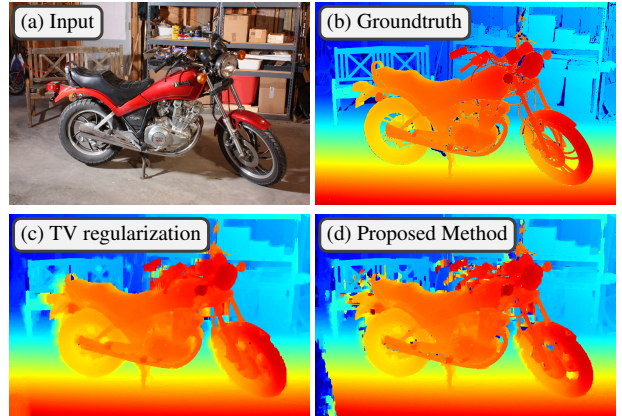 (a) Input
(b) Groundtruth
(c) TV regularization
(d) Proposed Method